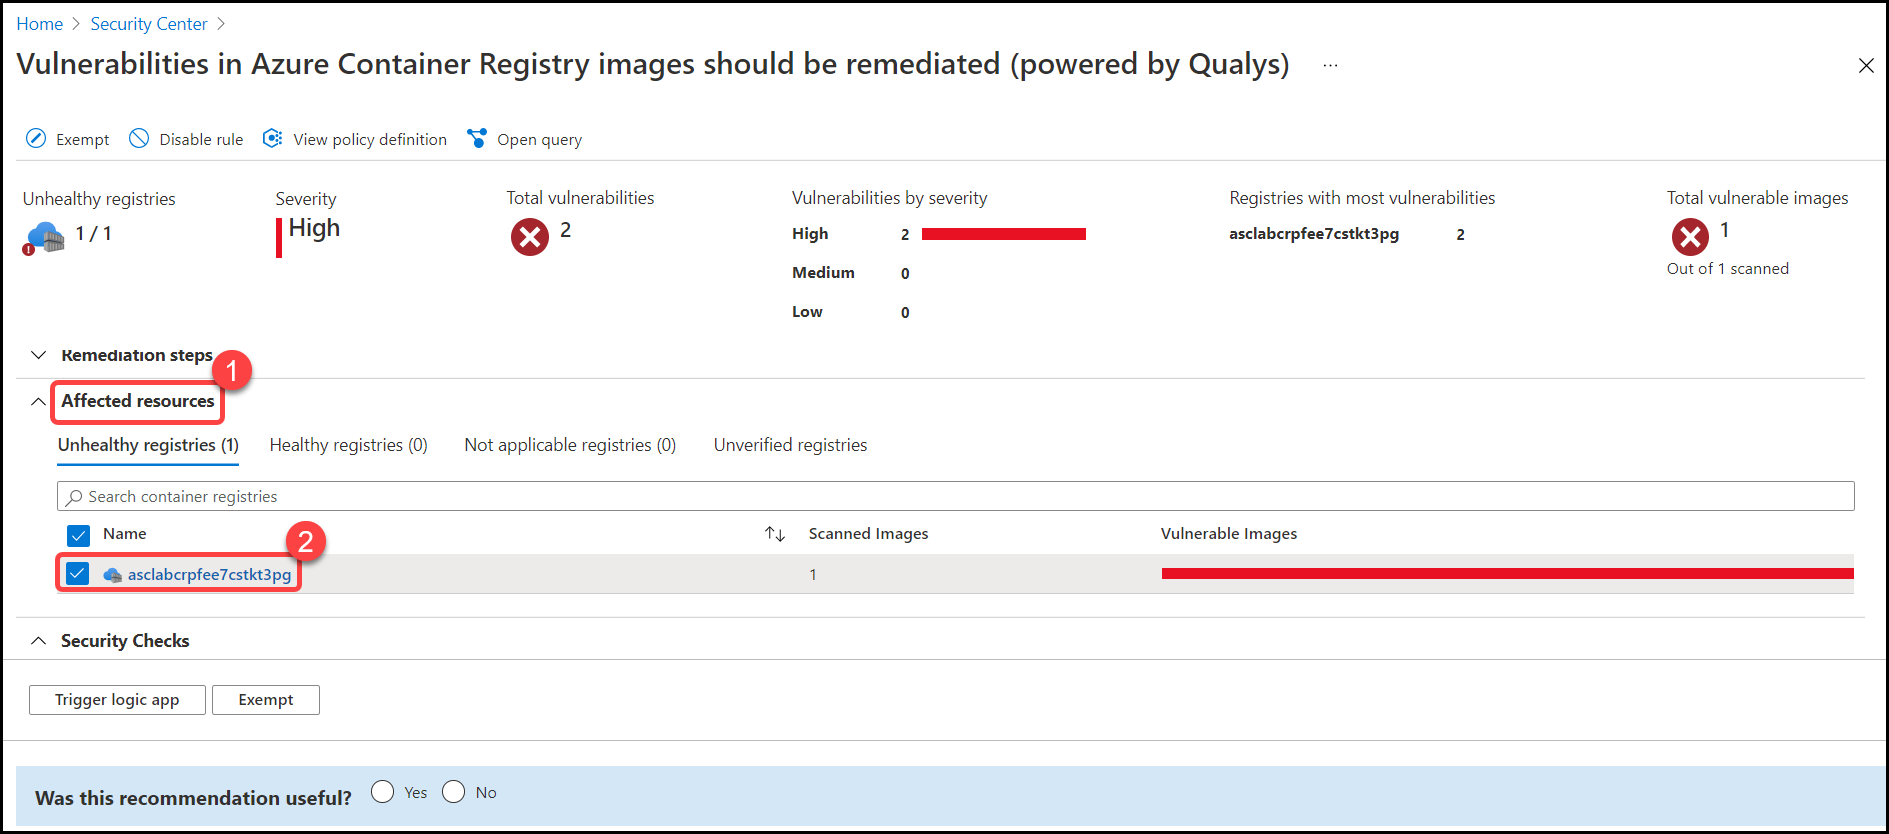 Home > Security Center >
Vulnerabilities in Azure Container Registry images should be remediated (powered by Qualys) ...
Exempt Disable rule View policy definition Open query
Unhealthy registries Severity Total vulnerabilities Vulnerabilities by severity Registries with most vulnerabilities Total vulnerable images
1 / 1 High 2 High 2 asclabcrpfee7cstkt3pg 2 1
Medium 0 Out of 1 scanned
Low 0
Remediation steps
1
Affected resources
Unhealthy registries (1) Healthy registries (0) Not applicable registries (0) Unverified registries
Search container registries
Name Scanned Images Vulnerable Images
2
asclabcrpfee7cstkt3pg 1
Security Checks
Trigger logic app Exempt
Was this recommendation useful? Yes No